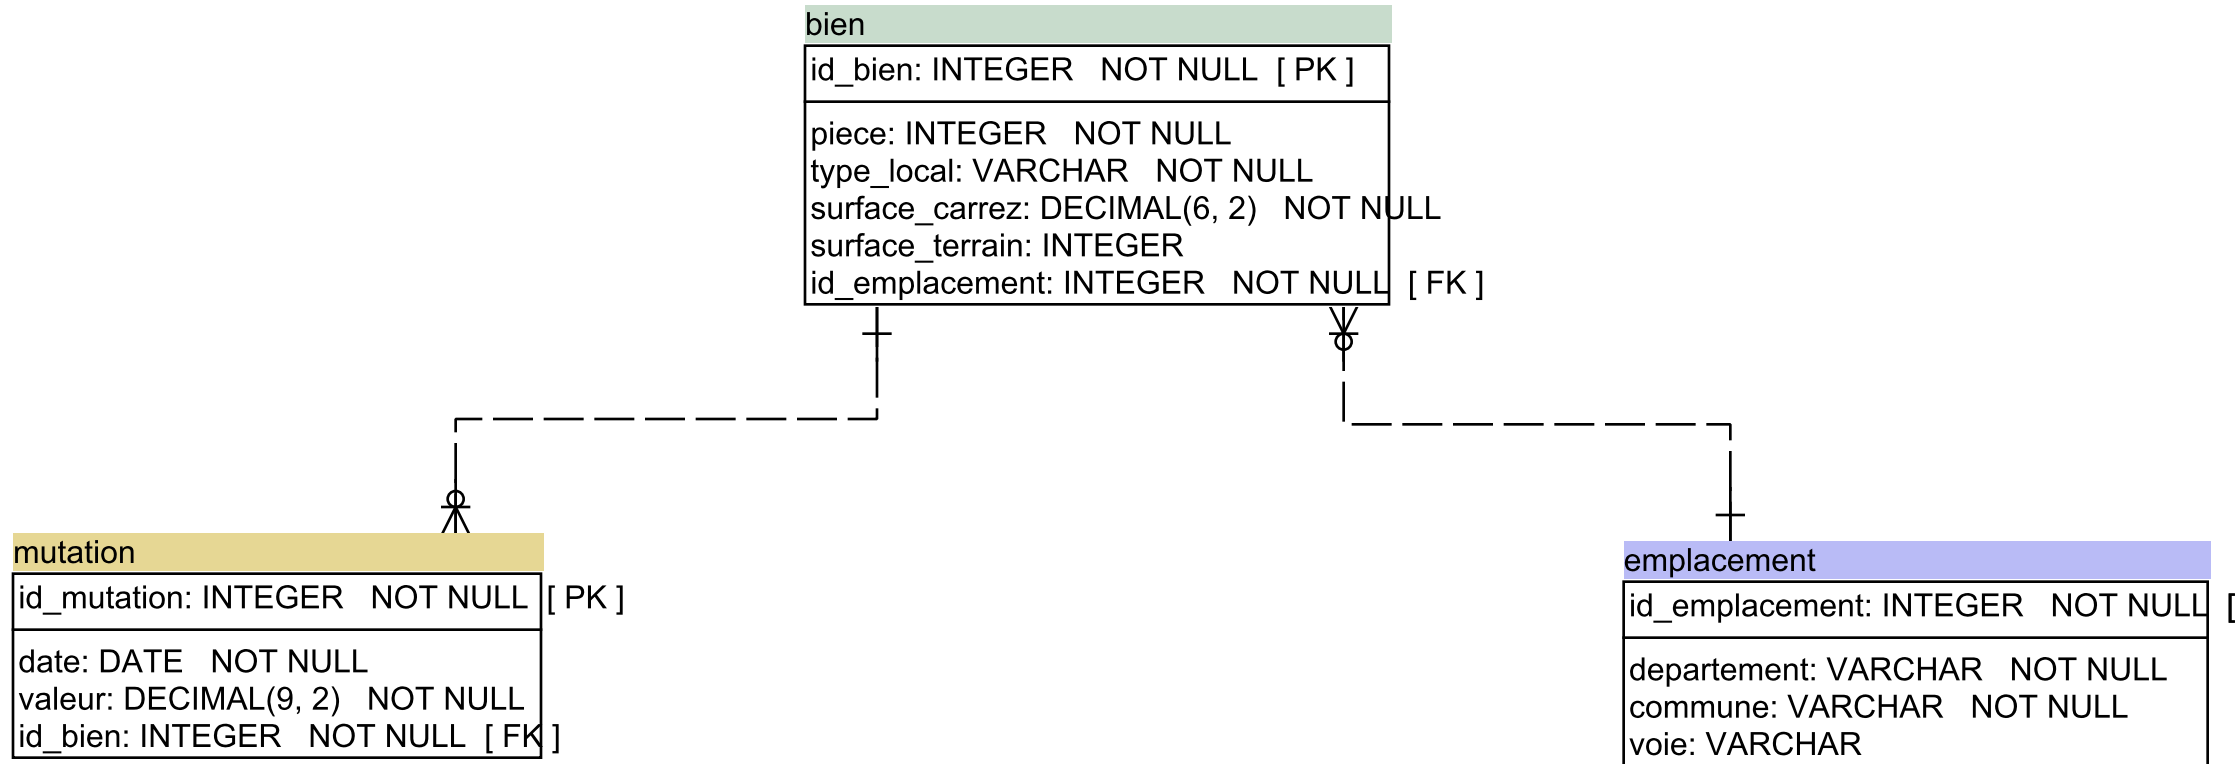 bien
id_bien: INTEGER NOT NULL [ PK ]
piece: INTEGER NOT NULL
type_local: VARCHAR NOT NULL
surface_carrez: DECIMAL(6, 2) NOT NULL
surface_terrain: INTEGER
id_emplacement: INTEGER NOT NULL [ FK ]
mutation
id_mutation: INTEGER NOT NULL [ PK ]
date: DATE NOT NULL
valeur: DECIMAL(9, 2) NOT NULL
id_bien: INTEGER NOT NULL [ FK ]
emplacement
id_emplacement: INTEGER NOT NULL [
departement: VARCHAR NOT NULL
commune: VARCHAR NOT NULL
voie: VARCHAR